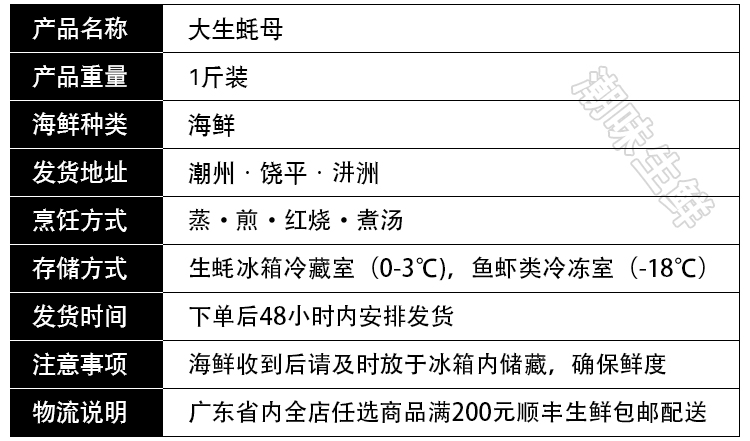 产品名称 大生蚝母
产品重量 1斤装
海鲜种类 海鲜
发货地址 潮州·饶平·汫洲
烹饪方式 蒸·煎·红烧·煮汤
存储方式 生蚝冰箱冷藏室（0-3℃），鱼虾类冷冻室（-18℃）
发货时间 下单后48小时内安排发货
注意事项 海鲜收到后请及时放于冰箱内储藏，确保鲜度
物流说明 广东省内全店任选商品满200元顺丰生鲜包邮配送
潮味生鲜